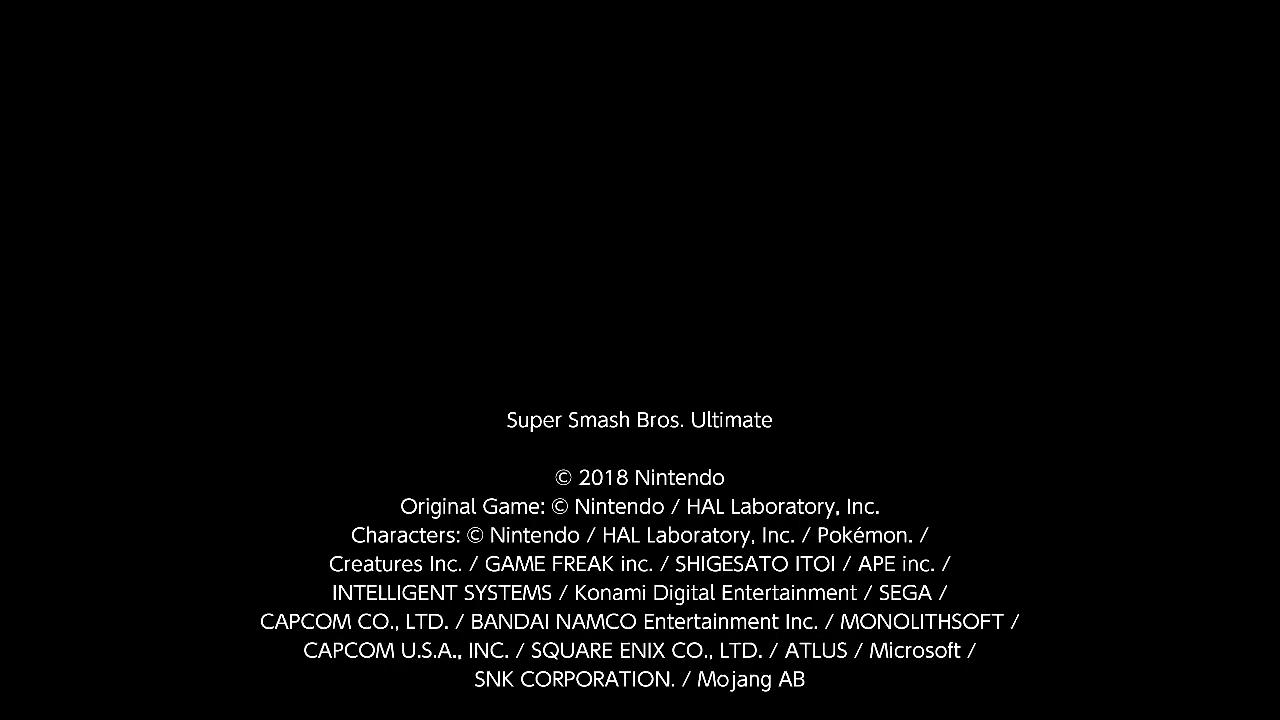 Super Smash Bros. Ultimate
© 2018 Nintendo
Original Game: © Nintendo / HAL Laboratory, Inc.
Characters: © Nintendo / HAL Laboratory, Inc. / Pokémon. /
Creatures Inc. / GAME FREAK inc. / SHIGESATO ITOI / APE inc. /
INTELLIGENT SYSTEMS / Konami Digital Entertainment / SEGA /
CAPCOM CO., LTD. / BANDAI NAMCO Entertainment Inc. / MONOLITHSOFT /
CAPCOM U.S.A., INC. / SQUARE ENIX CO., LTD. / ATLUS / Microsoft /
SNK CORPORATION. / Mojang AB